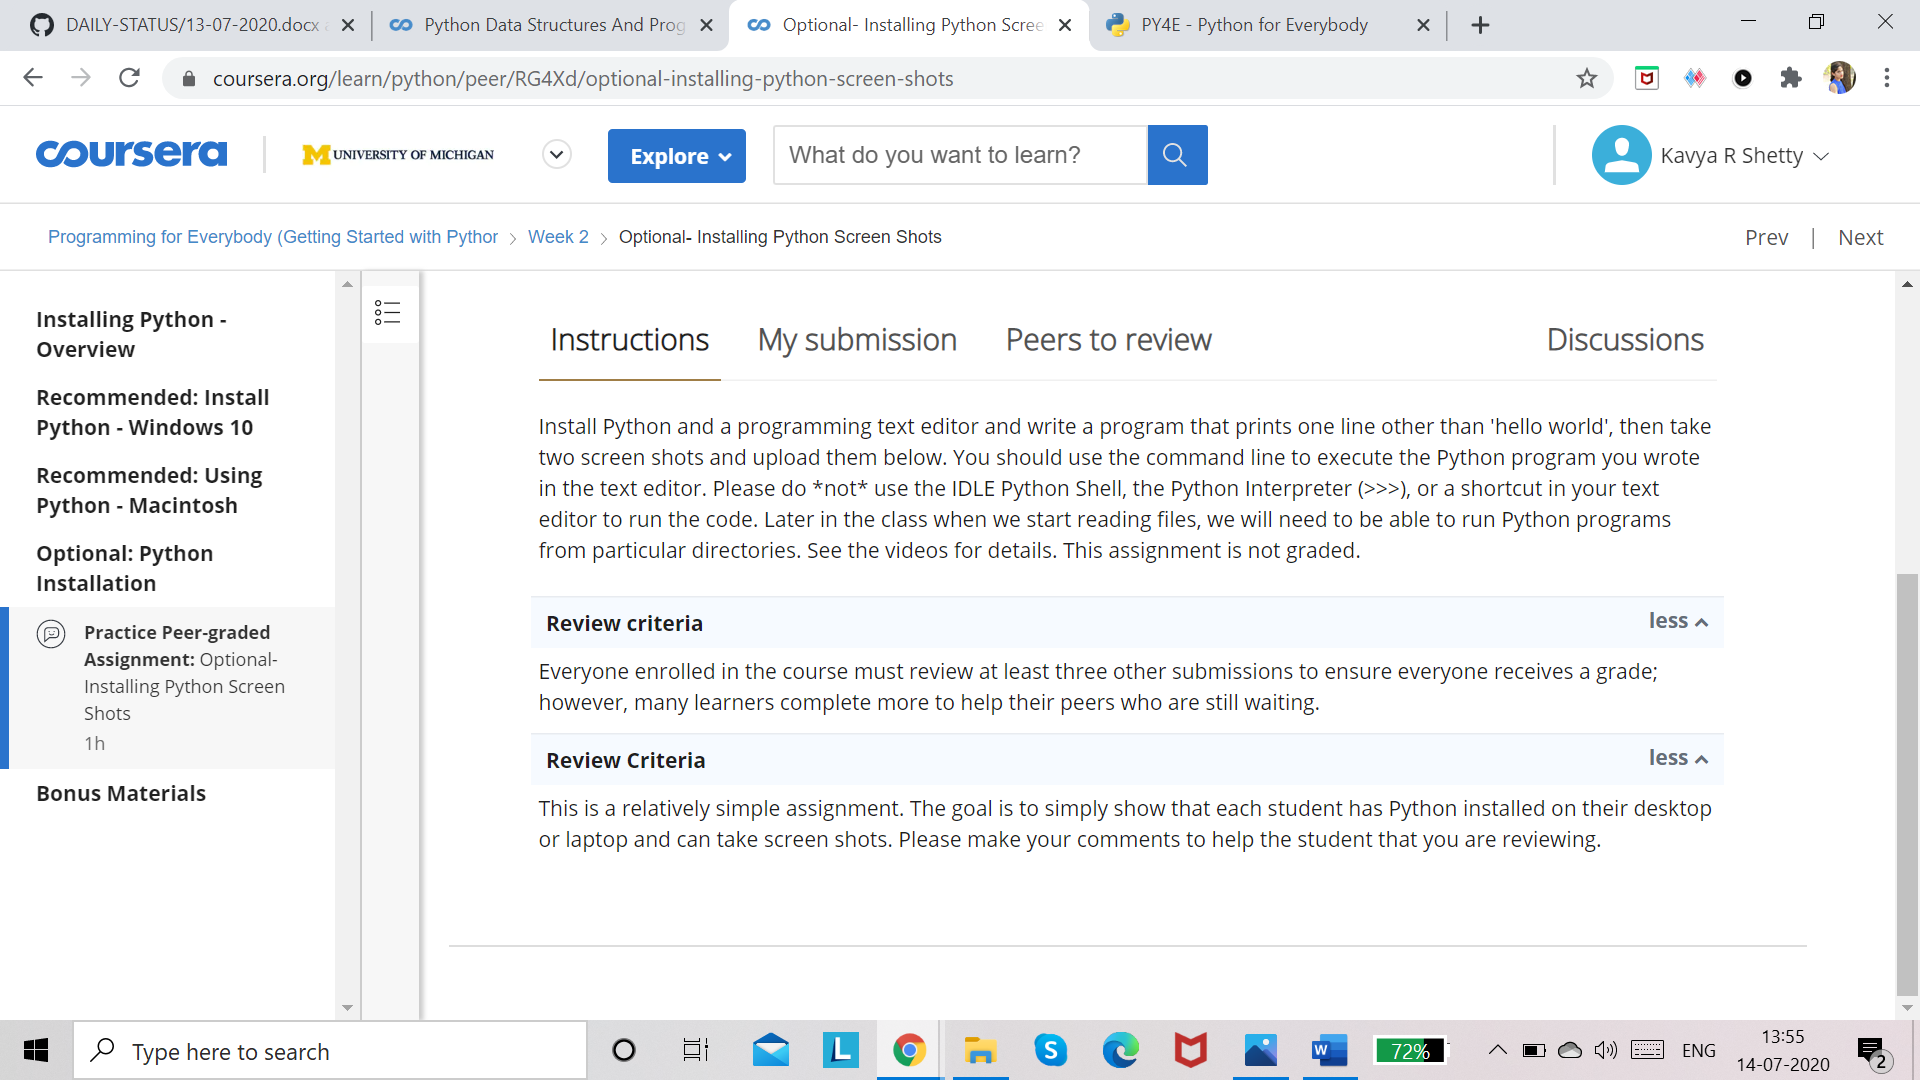 DAILY-STATUS/13-07-2020.docx
Python Data Structures And Prog
Optional- Installing Python Scree
PY4E - Python for Everybody
coursera.org/learn/python/peer/RG4Xd/optional-installing-python-screen-shots
coursera
UNIVERSITY OF MICHIGAN
Explore
What do you want to learn?
Kavya R Shetty
Programming for Everybody (Getting Started with Pythor
Week 2
Optional- Installing Python Screen Shots
Prev | Next
Installing Python -
Overview
Recommended: Install
Python - Windows 10
Recommended: Using
Python - Macintosh
Optional: Python
Installation
Practice Peer-graded
Assignment: Optional-
Installing Python Screen
Shots
1h
Bonus Materials
Instructions
My submission
Peers to review
Discussions
Install Python and a programming text editor and write a program that prints one line other than 'hello world', then take
two screen shots and upload them below. You should use the command line to execute the Python program you wrote
in the text editor. Please do *not* use the IDLE Python Shell, the Python Interpreter (>>>), or a shortcut in your text
editor to run the code. Later in the class when we start reading files, we will need to be able to run Python programs
from particular directories. See the videos for details. This assignment is not graded.
Review criteria
less
Everyone enrolled in the course must review at least three other submissions to ensure everyone receives a grade;
however, many learners complete more to help their peers who are still waiting.
Review Criteria
less
This is a relatively simple assignment. The goal is to simply show that each student has Python installed on their desktop
or laptop and can take screen shots. Please make your comments to help the student that you are reviewing.
Type here to search
L
S
W
72%
ENG
13:55
14-07-2020
2